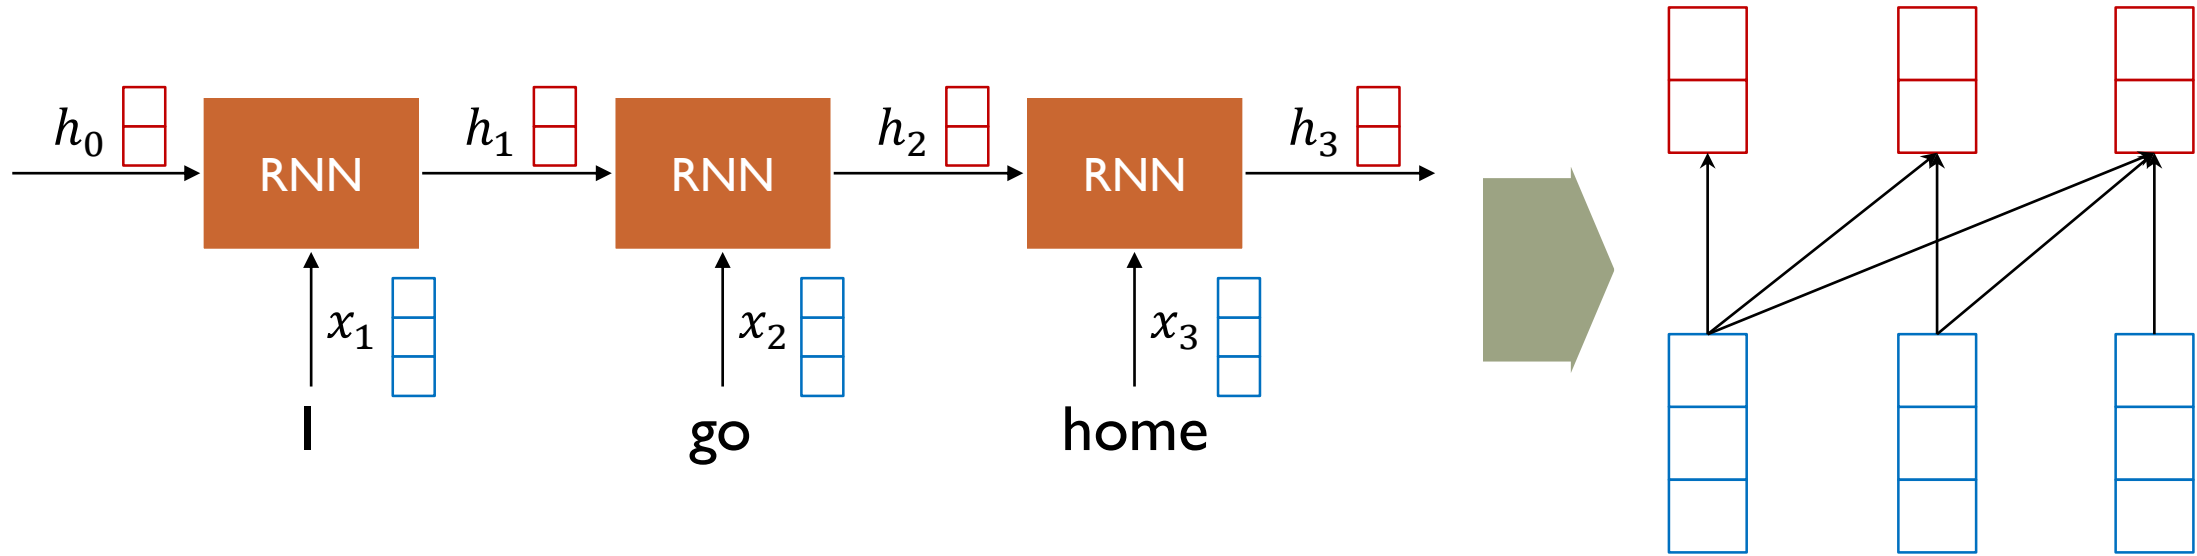 h₀ h₁ h₂ h₃
RNN RNN RNN
x₁ x₂ x₃
I go home